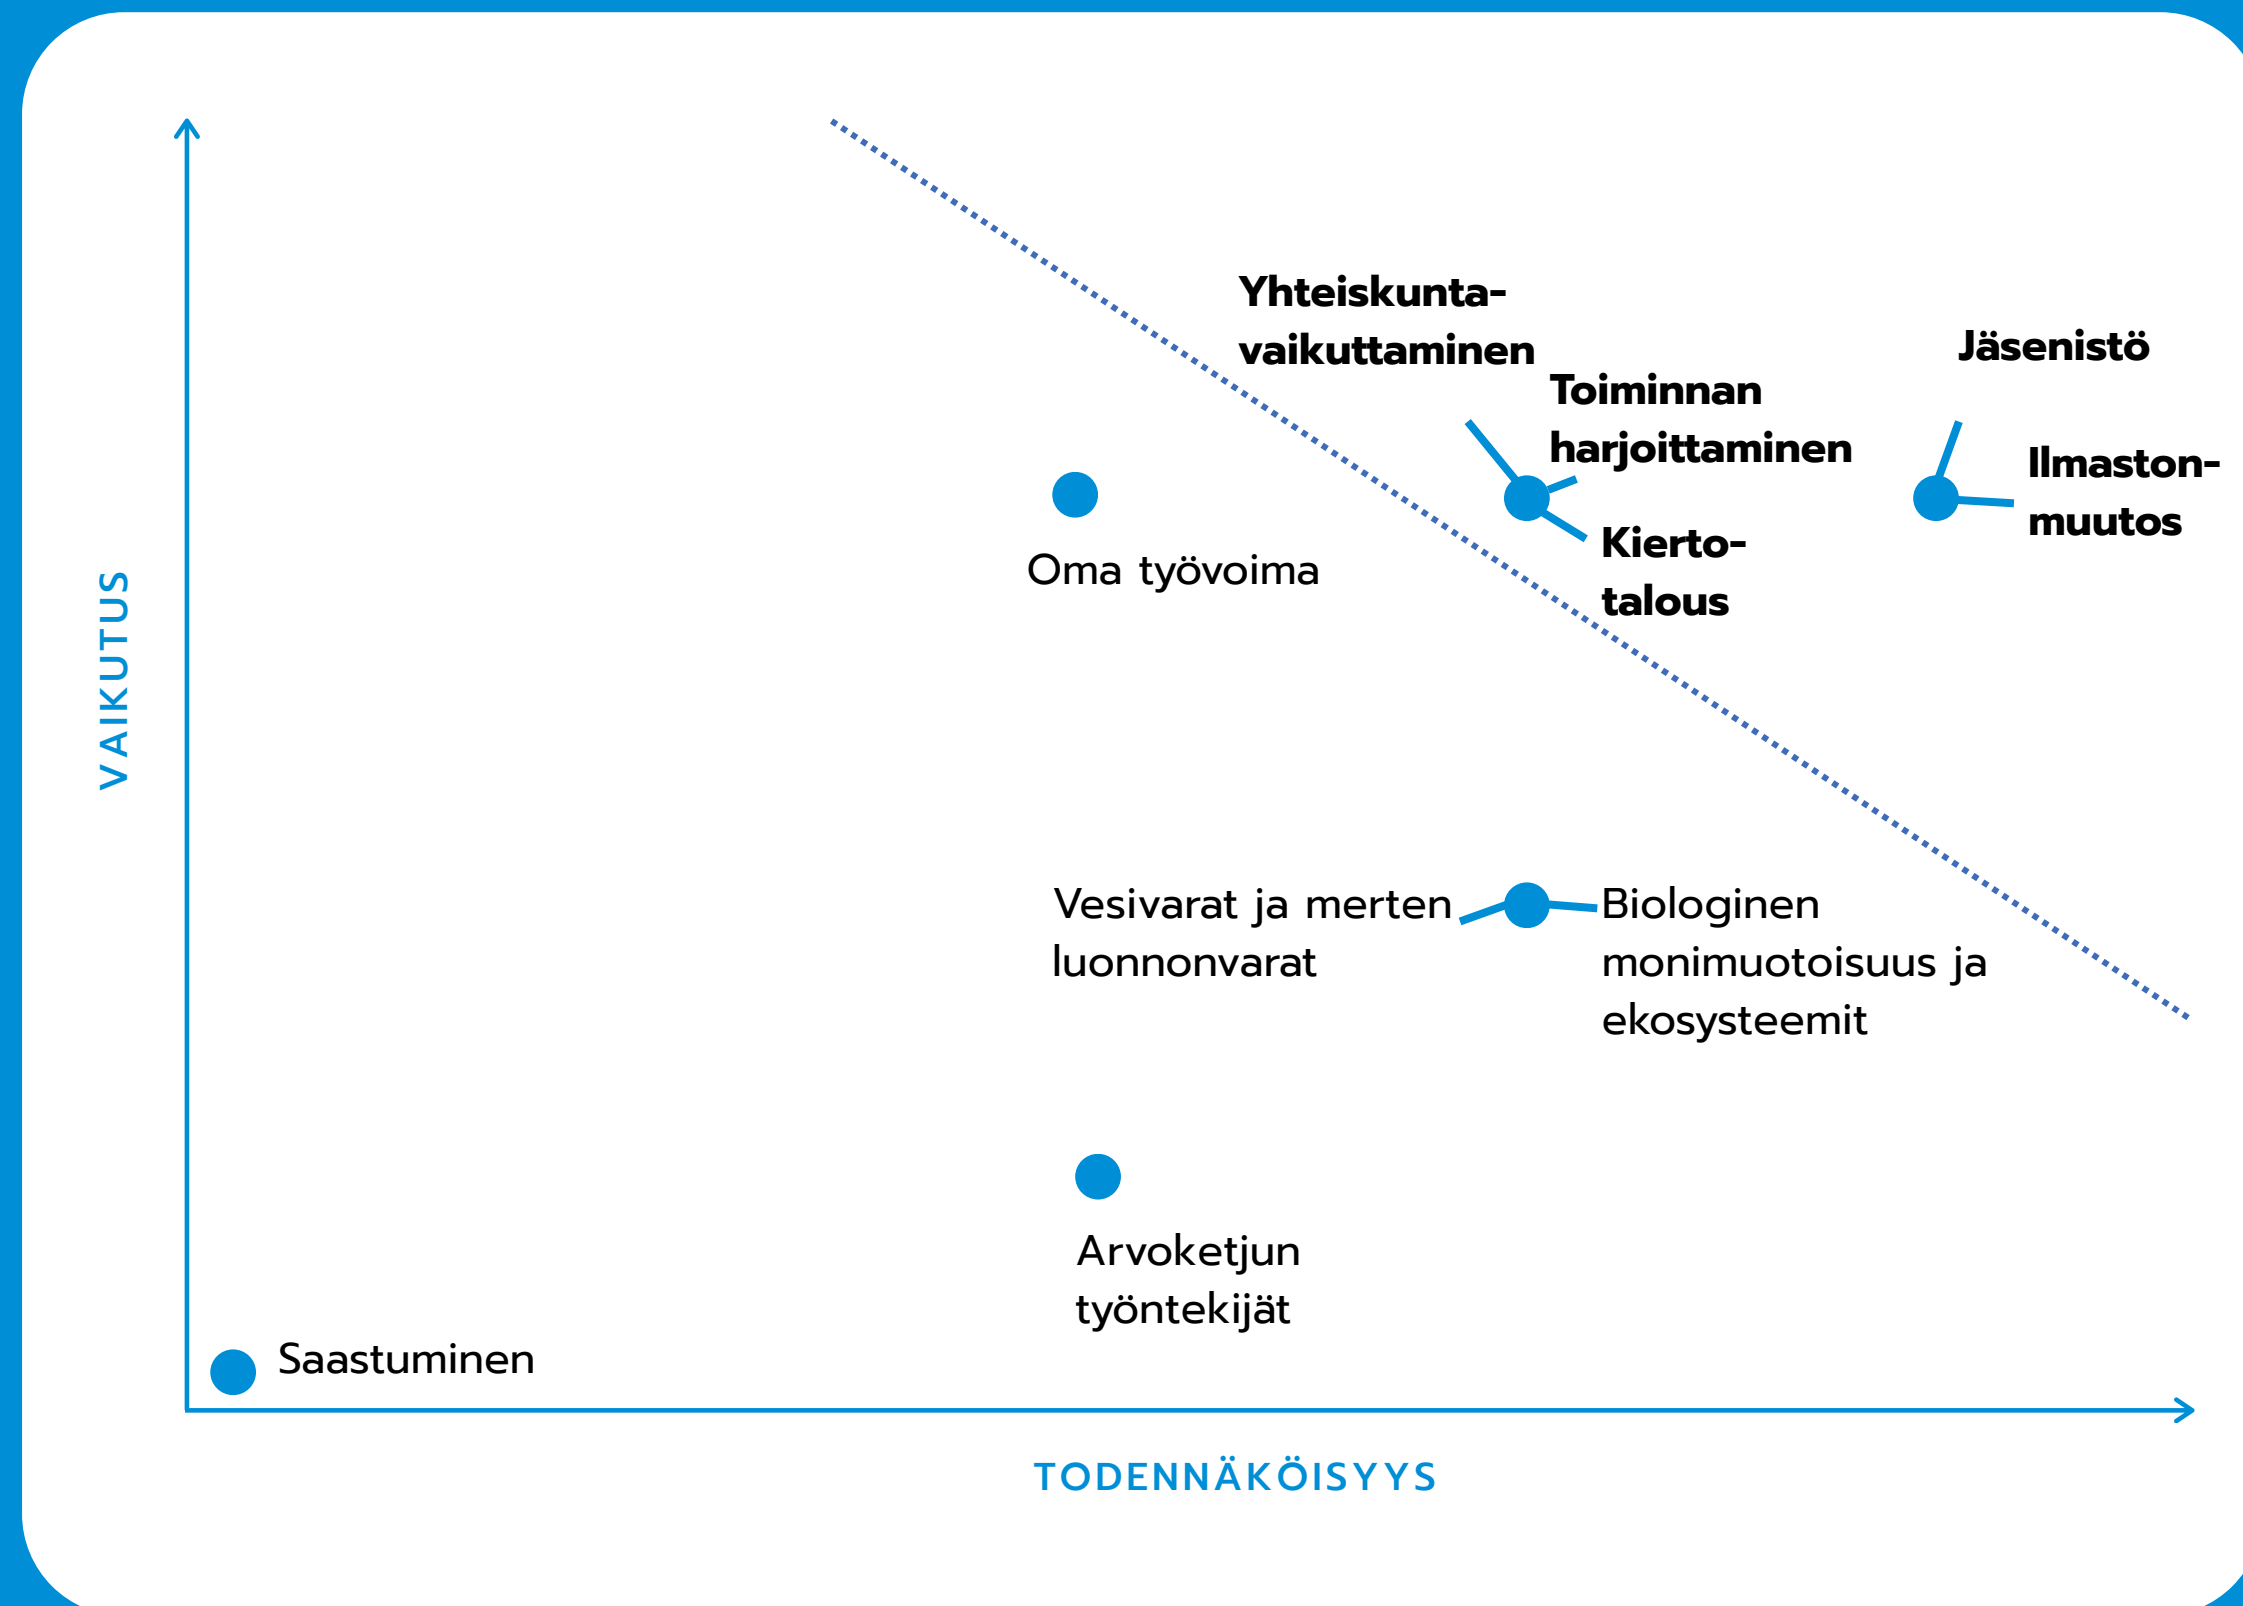 Yhteiskunta-
vaikuttaminen
Toiminnan
harjoittaminen
Jäsenistö
Ilmaston-
muutos
Kierto-
talous
Oma työvoima
VAIKUTUS
Vesivarat ja merten
luonnonvarat
Biologinen
monimuotoisuus ja
ekosysteemit
Arvoketjun
työntekijät
Saastuminen
TODENNÄKÖISYYS